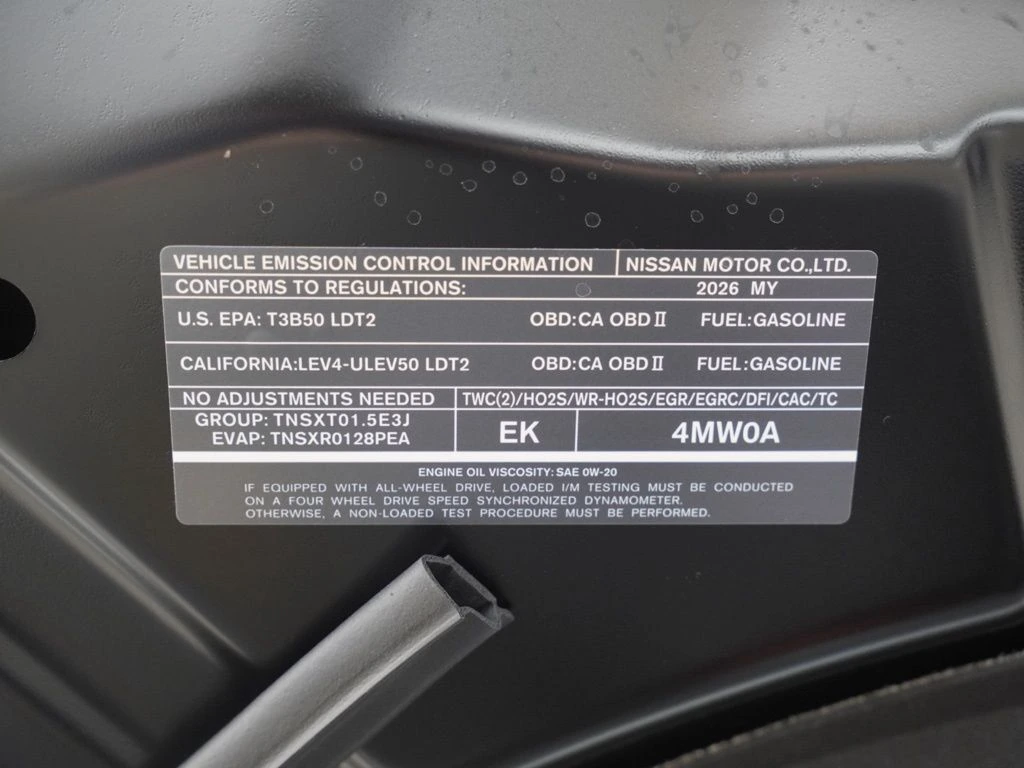 VEHICLE EMISSION CONTROL INFORMATION NISSAN MOTOR CO.,LTD.
CONFORMS TO REGULATIONS: 2026 MY
U.S. EPA: T3B50 LDT2 OBD:CA OBD II FUEL:GASOLINE
CALIFORNIA:LEV4-ULEV50 LDT2 OBD:CA OBD II FUEL:GASOLINE
NO ADJUSTMENTS NEEDED TWC(2)/HO2S/WR-HO2S/EGR/EGRC/DFI/CAC/TC
GROUP: TNSXT01.5E3J
EVAP: TNSXR0128PEA
EK 4MW0A
ENGINE OIL VISCOSITY: SAE 0W-20
IF EQUIPPED WITH ALL-WHEEL DRIVE, LOADED I/M TESTING MUST BE CONDUCTED
ON A FOUR WHEEL DRIVE SPEED SYNCHRONIZED DYNAMOMETER.
OTHERWISE, A NON-LOADED TEST PROCEDURE MUST BE PERFORMED.